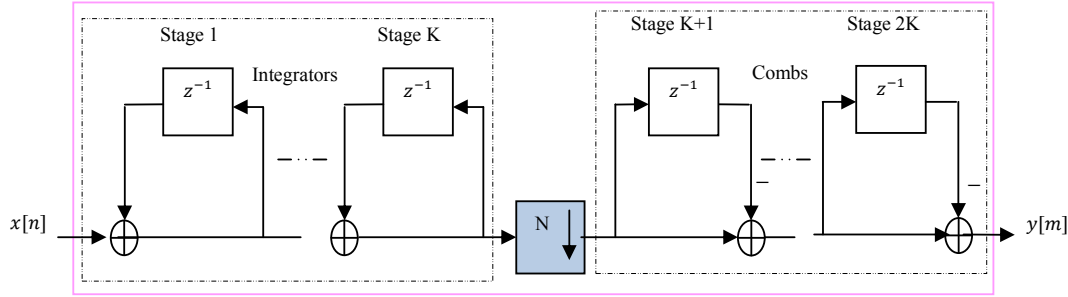 Stage 1
Stage K
Stage K+1
Stage 2K
Integrators
Combs
z⁻¹
z⁻¹
z⁻¹
z⁻¹
−
−
x[n]
N
y[m]